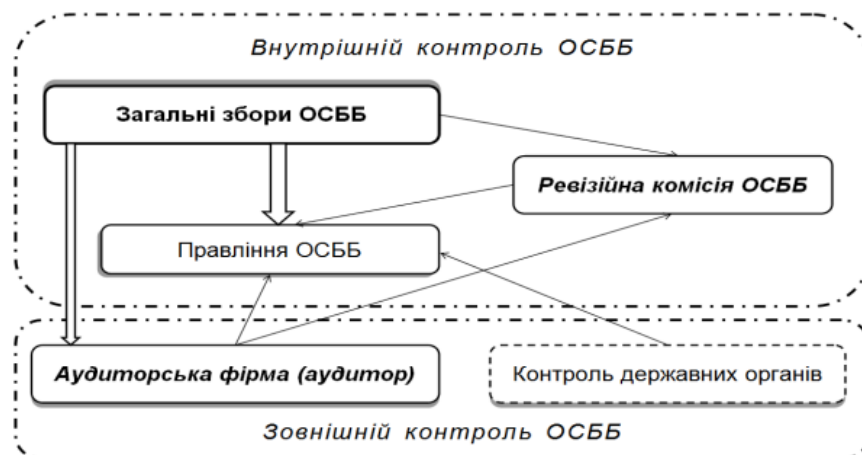 Внутрішній контроль ОСББ
Загальні збори ОСББ
Ревізійна комісія ОСББ
Правління ОСББ
Аудиторська фірма (аудитор)
Контроль державних органів
Зовнішній контроль ОСББ